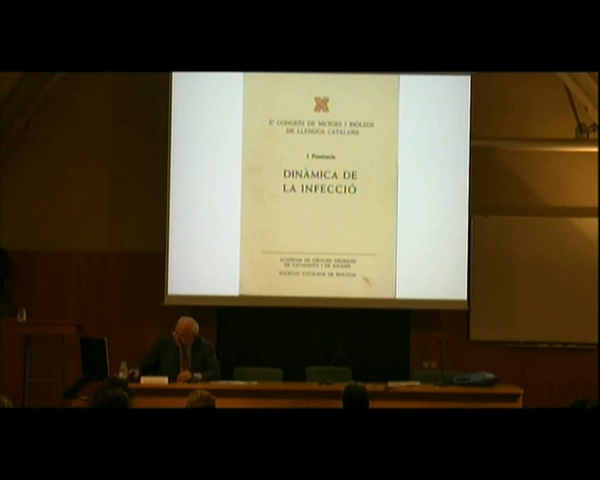 X CONGRÉS DE METGES I BIÒLEGS
DE LLENGUA CATALANA
I Ponència
DINÀMICA DE
LA INFECCIÓ
ACADÈMIA DE CIÈNCIES MÈDIQUES
DE CATALUNYA I DE BALEARS
SOCIETAT CATALANA DE BIOLOGIA